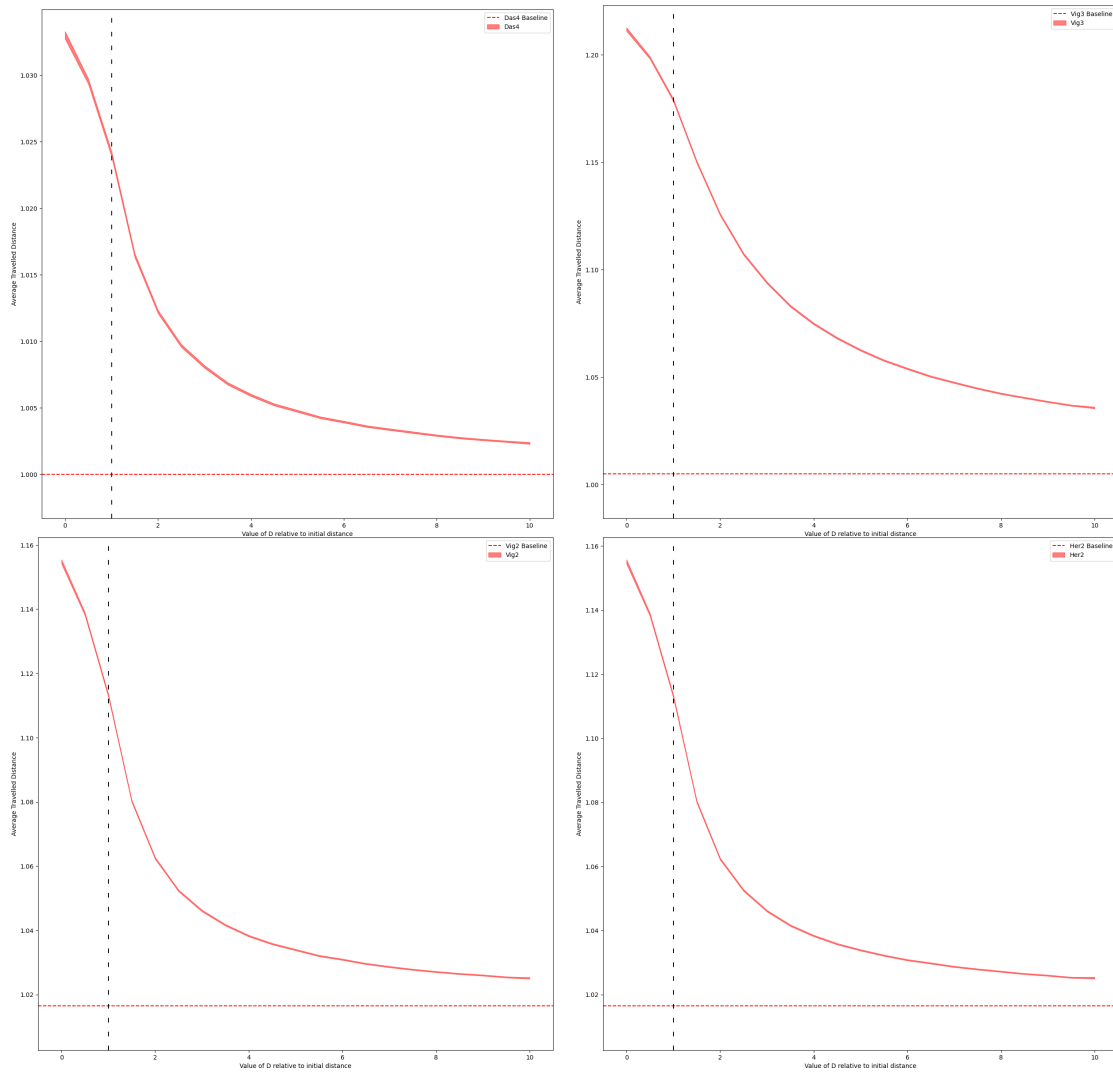 Das4 Baseline
Das4
1.030
1.025
1.020
1.015
1.010
1.005
1.000
Average Travelled Distance
0 2 4 6 8 10
Value of D relative to initial distance
Vig3 Baseline
Vig3
1.20
1.15
1.10
1.05
1.00
Average Travelled Distance
0 2 4 6 8 10
Value of D relative to initial distance
Vig2 Baseline
Vig2
1.16
1.14
1.12
1.10
1.08
1.06
1.04
1.02
Average Travelled Distance
0 2 4 6 8 10
Value of D relative to initial distance
Her2 Baseline
Her2
1.16
1.14
1.12
1.10
1.08
1.06
1.04
1.02
Average Travelled Distance
0 2 4 6 8 10
Value of D relative to initial distance